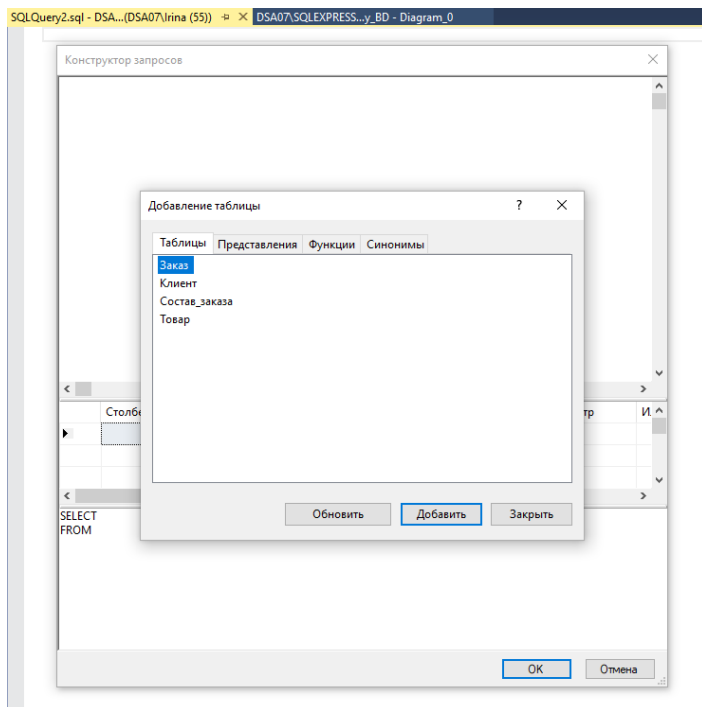 SQLQuery2.sql - DSA...(DSA07\Irina (55)) DSA07\SQLEXPRESS...y_BD - Diagram_0
Конструктор запросов
Добавление таблицы ?
Таблицы Представления Функции Синонимы
Заказ
Клиент
Состав_заказа
Товар
Обновить Добавить Закрыть
SELECT
FROM
OK Отмена